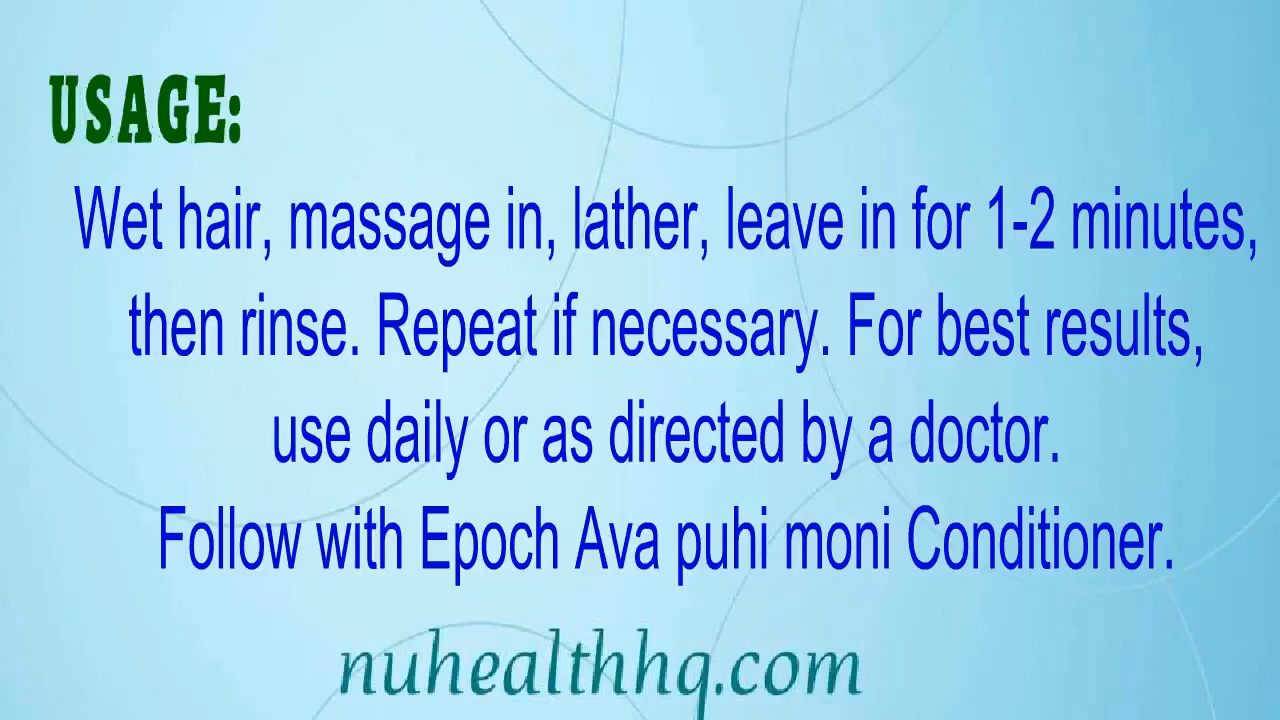 USAGE:
Wet hair, massage in, lather, leave in for 1-2 minutes,
then rinse. Repeat if necessary. For best results,
use daily or as directed by a doctor.
Follow with Epoch Ava puhi moni Conditioner.
nuhealthhq.com